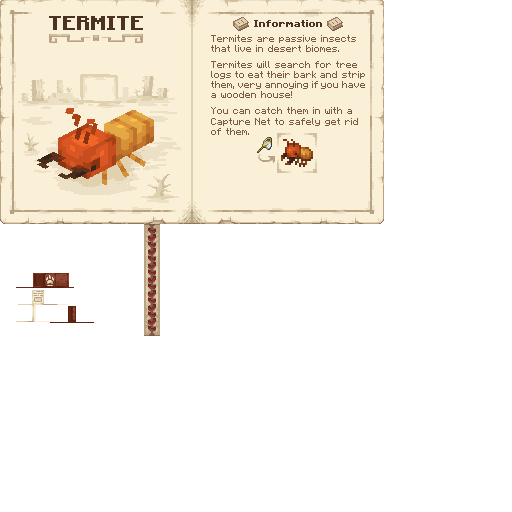 TERMITE
Information
Termites are passive insects
that live in desert biomes.
Termites will search for tree
logs to eat their bark and strip
them, very annoying if you have
a wooden house!
You can catch them in with a
Capture Net to safely get rid
of them.